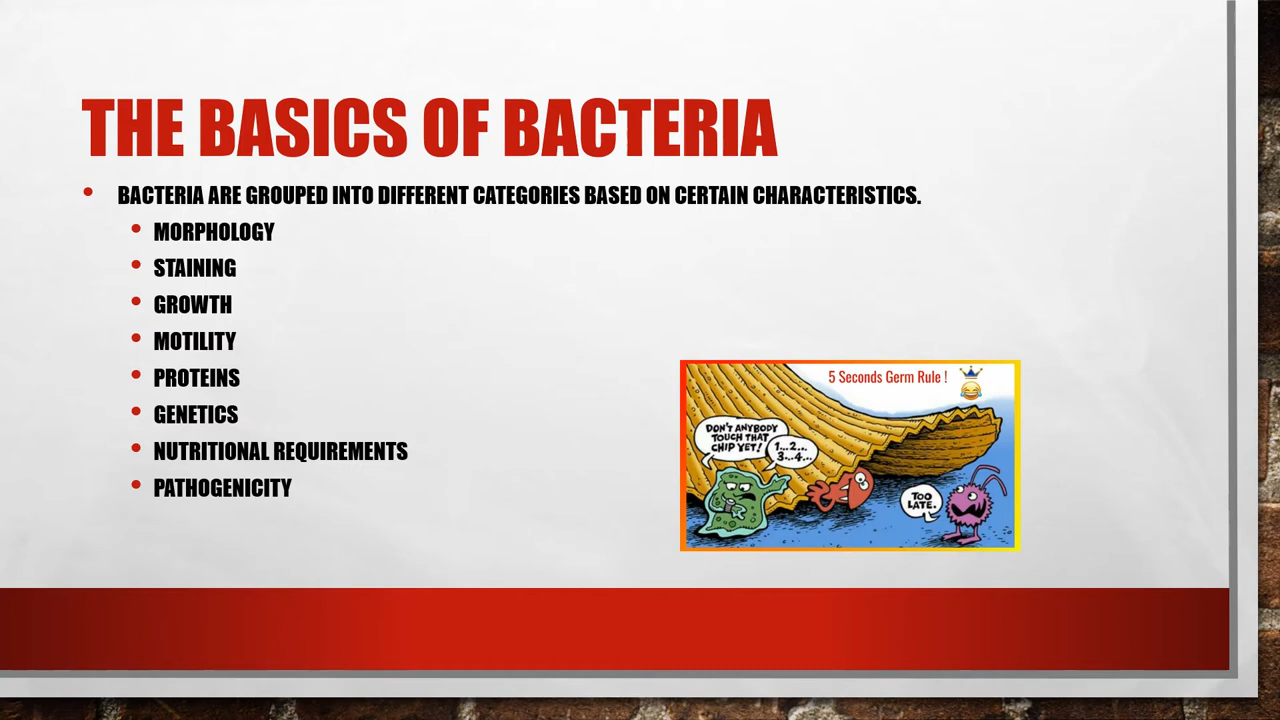 THE BASICS OF BACTERIA
• BACTERIA ARE GROUPED INTO DIFFERENT CATEGORIES BASED ON CERTAIN CHARACTERISTICS.
• MORPHOLOGY
• STAINING
• GROWTH
• MOTILITY
• PROTEINS
• GENETICS
• NUTRITIONAL REQUIREMENTS
• PATHOGENICITY
5 Seconds Germ Rule !
DON'T ANYBODY
TOUCH THAT
CHIP YET!
1...2...
3...4...
TOO
LATE.